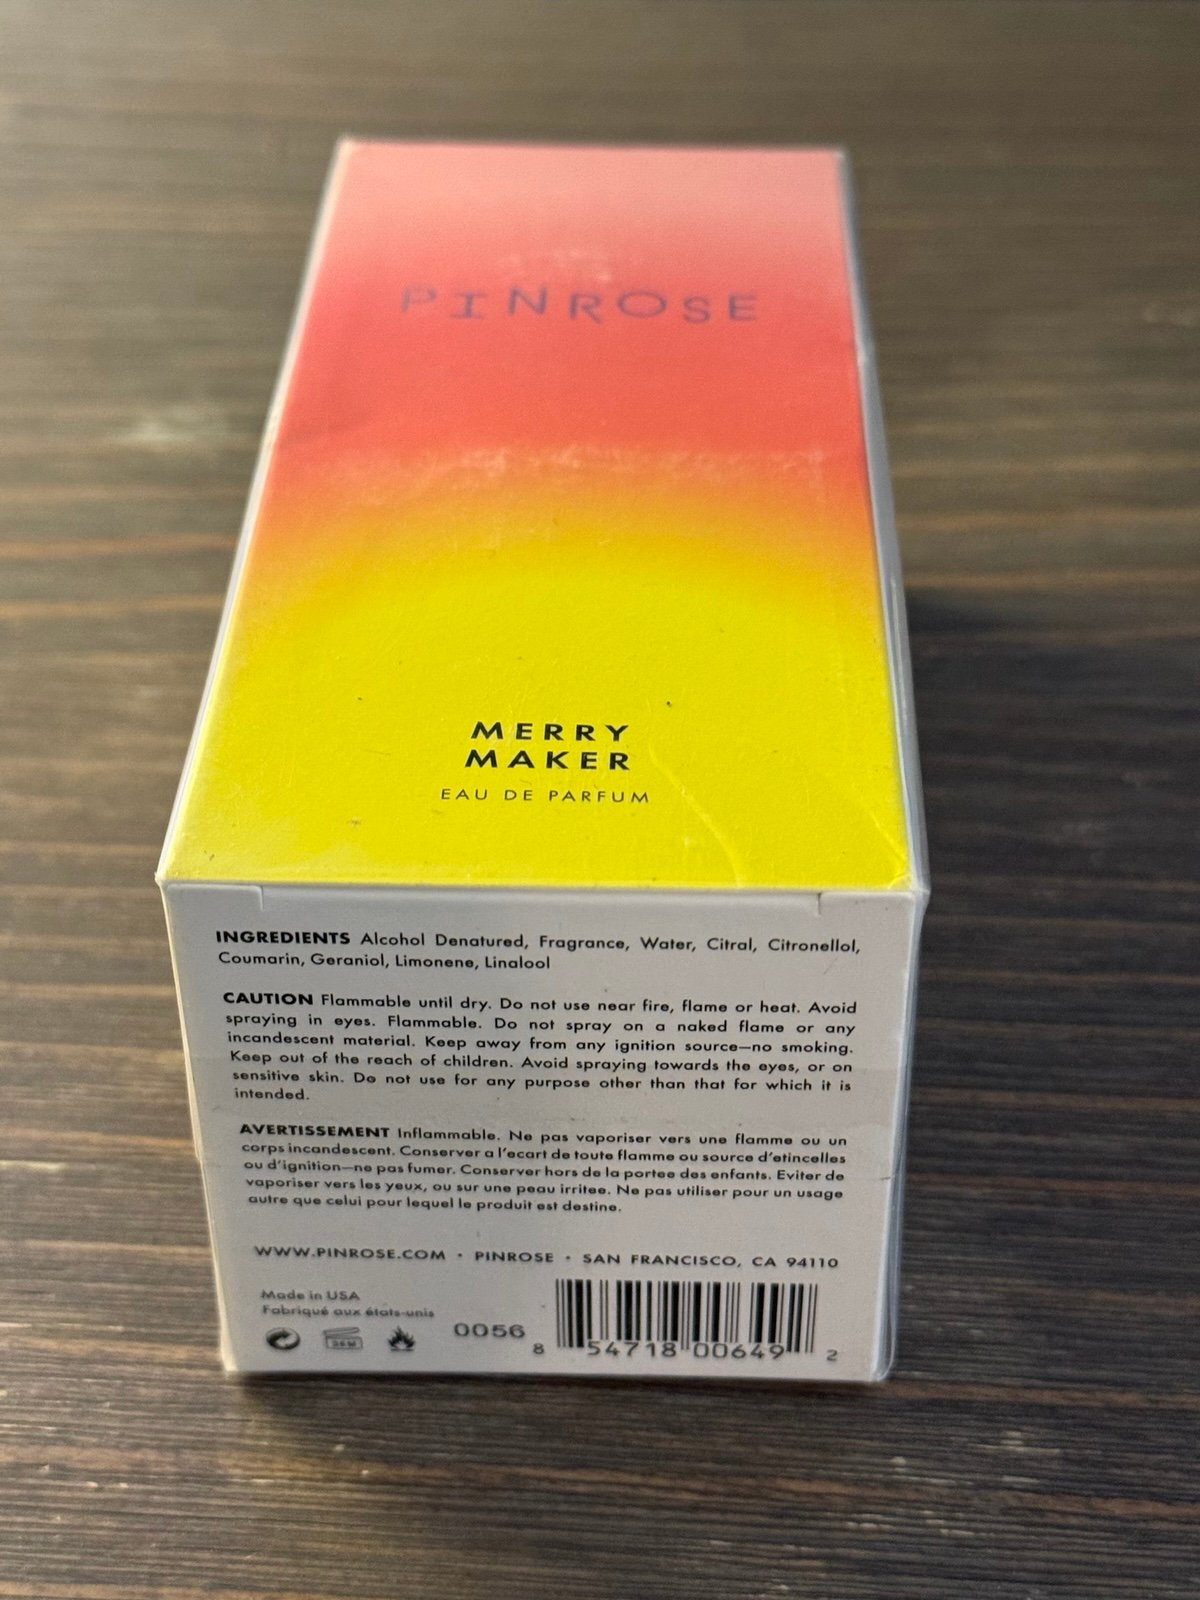 PINROSE
MERRY
MAKER
EAU DE PARFUM
INGREDIENTS Alcohol Denatured, Fragrance, Water, Citral, Citronellol,
Coumarin, Geraniol, Limonene, Linalool
CAUTION Flammable until dry. Do not use near fire, flame or heat. Avoid
spraying in eyes. Flammable. Do not spray on a naked flame or any
incandescent material. Keep away from any ignition source—no smoking.
Keep out of the reach of children. Avoid spraying towards the eyes, or on
sensitive skin. Do not use for any purpose other than that for which it is
intended.
AVERTISSEMENT Inflammable. Ne pas vaporiser vers une flamme ou un
corps incandescent. Conserver a l'ecart de toute flamme ou source d'etincelles
ou d'ignition—ne pas fumer. Conserver hors de la portee des enfants. Eviter de
vaporiser vers les yeux, ou sur une peau irritee. Ne pas utiliser pour un usage
autre que celui pour lequel le produit est destine.
WWW.PINROSE.COM • PINROSE • SAN FRANCISCO, CA 94110
Made in USA
Fabriqué aux états-unis
0056
8 54718 00649 2